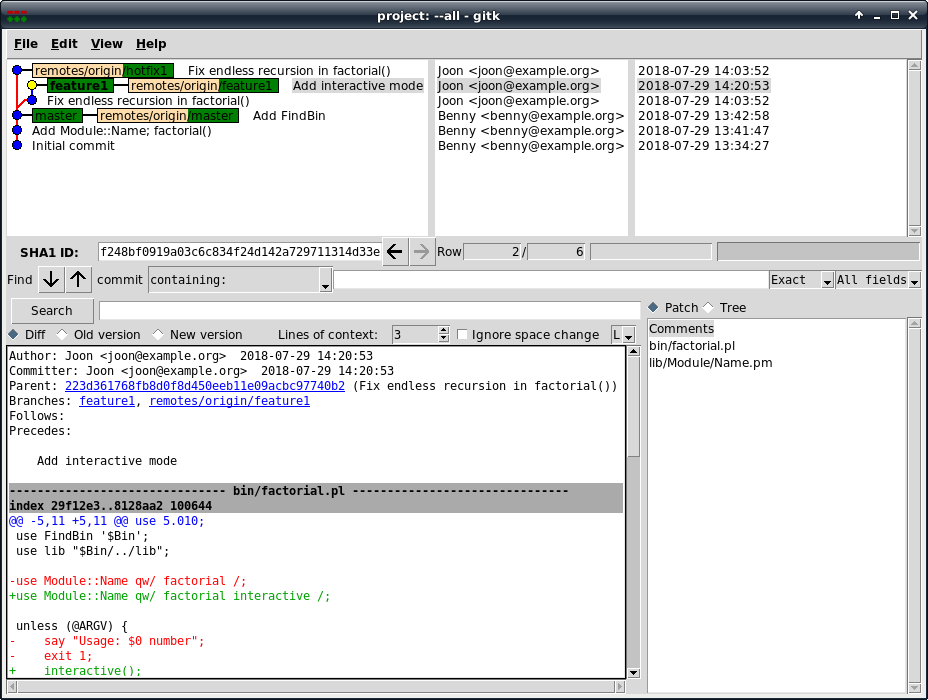 project: --all - gitk
File Edit View Help
remotes/origin/hotfix1 Fix endless recursion in factorial() Joon <joon@example.org> 2018-07-29 14:03:52
feature1 remotes/origin/feature1 Add interactive mode Joon <joon@example.org> 2018-07-29 14:20:53
Fix endless recursion in factorial() Joon <joon@example.org> 2018-07-29 14:03:52
master remotes/origin/master Add FindBin Benny <benny@example.org> 2018-07-29 13:42:58
Add Module::Name; factorial() Benny <benny@example.org> 2018-07-29 13:41:47
Initial commit Benny <benny@example.org> 2018-07-29 13:34:27
SHA1 ID: f248bf0919a03c6c834f24d142a729711314d33e Row 2 / 6
Find commit containing: Exact All fields
Search
Patch Tree
Diff Old version New version Lines of context: 3 Ignore space change L
Comments
bin/factorial.pl
lib/Module/Name.pm
Author: Joon <joon@example.org> 2018-07-29 14:20:53
Committer: Joon <joon@example.org> 2018-07-29 14:20:53
Parent: 223d361768fb8d0f8d450eeb11e09acbc97740b2 (Fix endless recursion in factorial())
Branches: feature1, remotes/origin/feature1
Follows:
Precedes:
Add interactive mode
------------------------------- bin/factorial.pl -------------------------------
index 29f12e3..8128aa2 100644
@@ -5,11 +5,11 @@ use 5.010;
use FindBin '$Bin';
use lib "$Bin/../lib";
-use Module::Name qw/ factorial /;
+use Module::Name qw/ factorial interactive /;
unless (@ARGV) {
- say "Usage: $0 number";
- exit 1;
+ interactive();